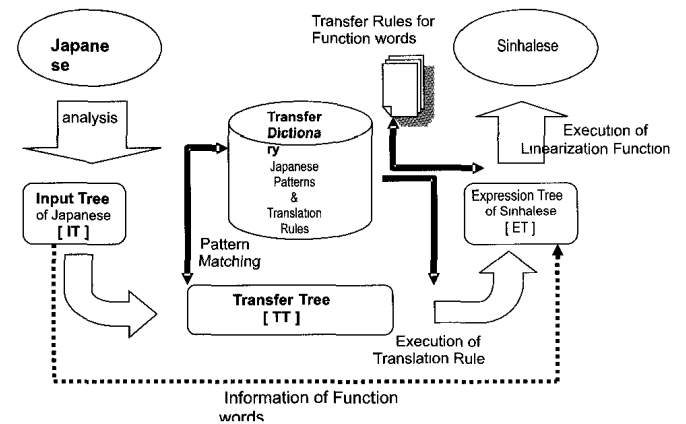 Japane
se
Transfer Rules for
Function words
Sinhalese
analysis
Transfer
Dictiona
ry
Japanese
Patterns
&
Translation
Rules
Execution of
Linearization Function
Input Tree
of Japanese
[ IT ]
Expression Tree
of Sinhalese
[ ET ]
Pattern
Matching
Transfer Tree
[ TT ]
Execution of
Translation Rule
Information of Function
words